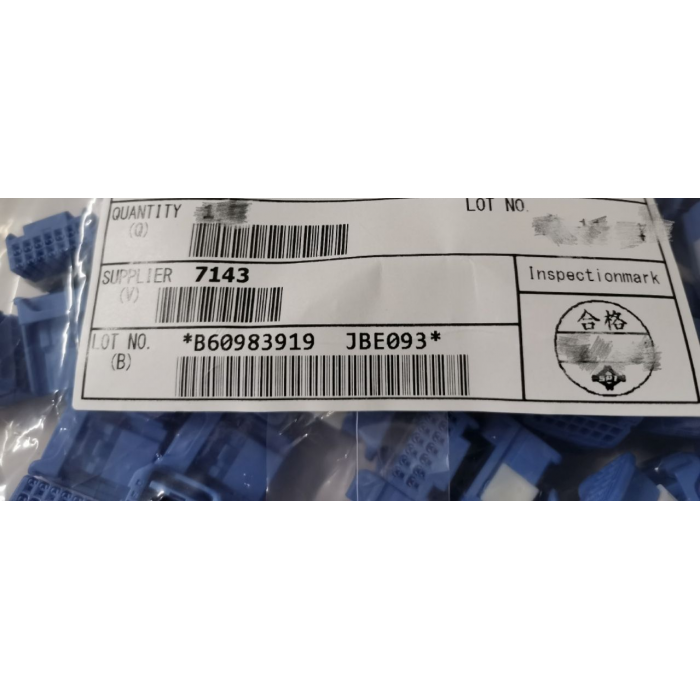 QUANTITY
LOT NO.
(Q)
SUPPLIER 7143
(V)
Inspectionmark
LOT NO. *B60983919 JBE093*
(B)
合格